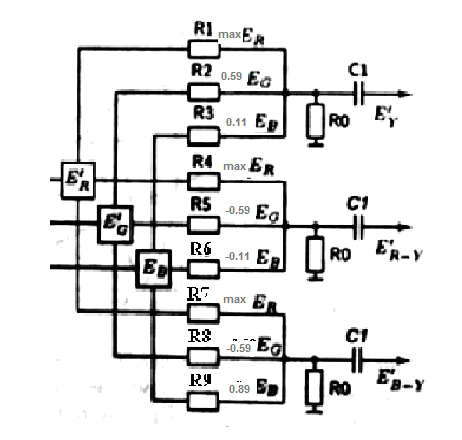 R1 max E_R
R2 0.59 E_G C1
R3 0.11 E_B R0 E'_Y
R4 max E_R
E'_R
R5 -0.59 E_G C1
E'_G
R6 -0.11 E_B R0 E'_R-Y
E_B
R7 max E_R
R8 -0.59 E_G C1
R9 0.89 E_B R0 E'_B-Y